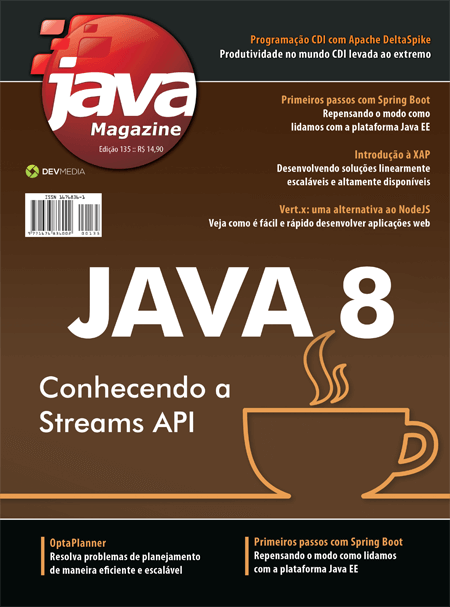 Programação CDI com Apache DeltaSpike
Produtividade no mundo CDI levada ao extremo
java
Magazine
Edição 135 :: R$ 14,90
Primeiros passos com Spring Boot
Repensando o modo como
lidamos com a plataforma Java EE
Introdução à XAP
Desenvolvendo soluções linearmente
escaláveis e altamente disponíveis
DEVMEDIA
Vert.x: uma alternativa ao NodeJS
Veja como é fácil e rápido desenvolver aplicações web
JAVA 8
Conhecendo a
Streams API
OptaPlanner
Resolva problemas de planejamento
de maneira eficiente e escalável
Primeiros passos com Spring Boot
Repensando o modo como lidamos
com a plataforma Java EE